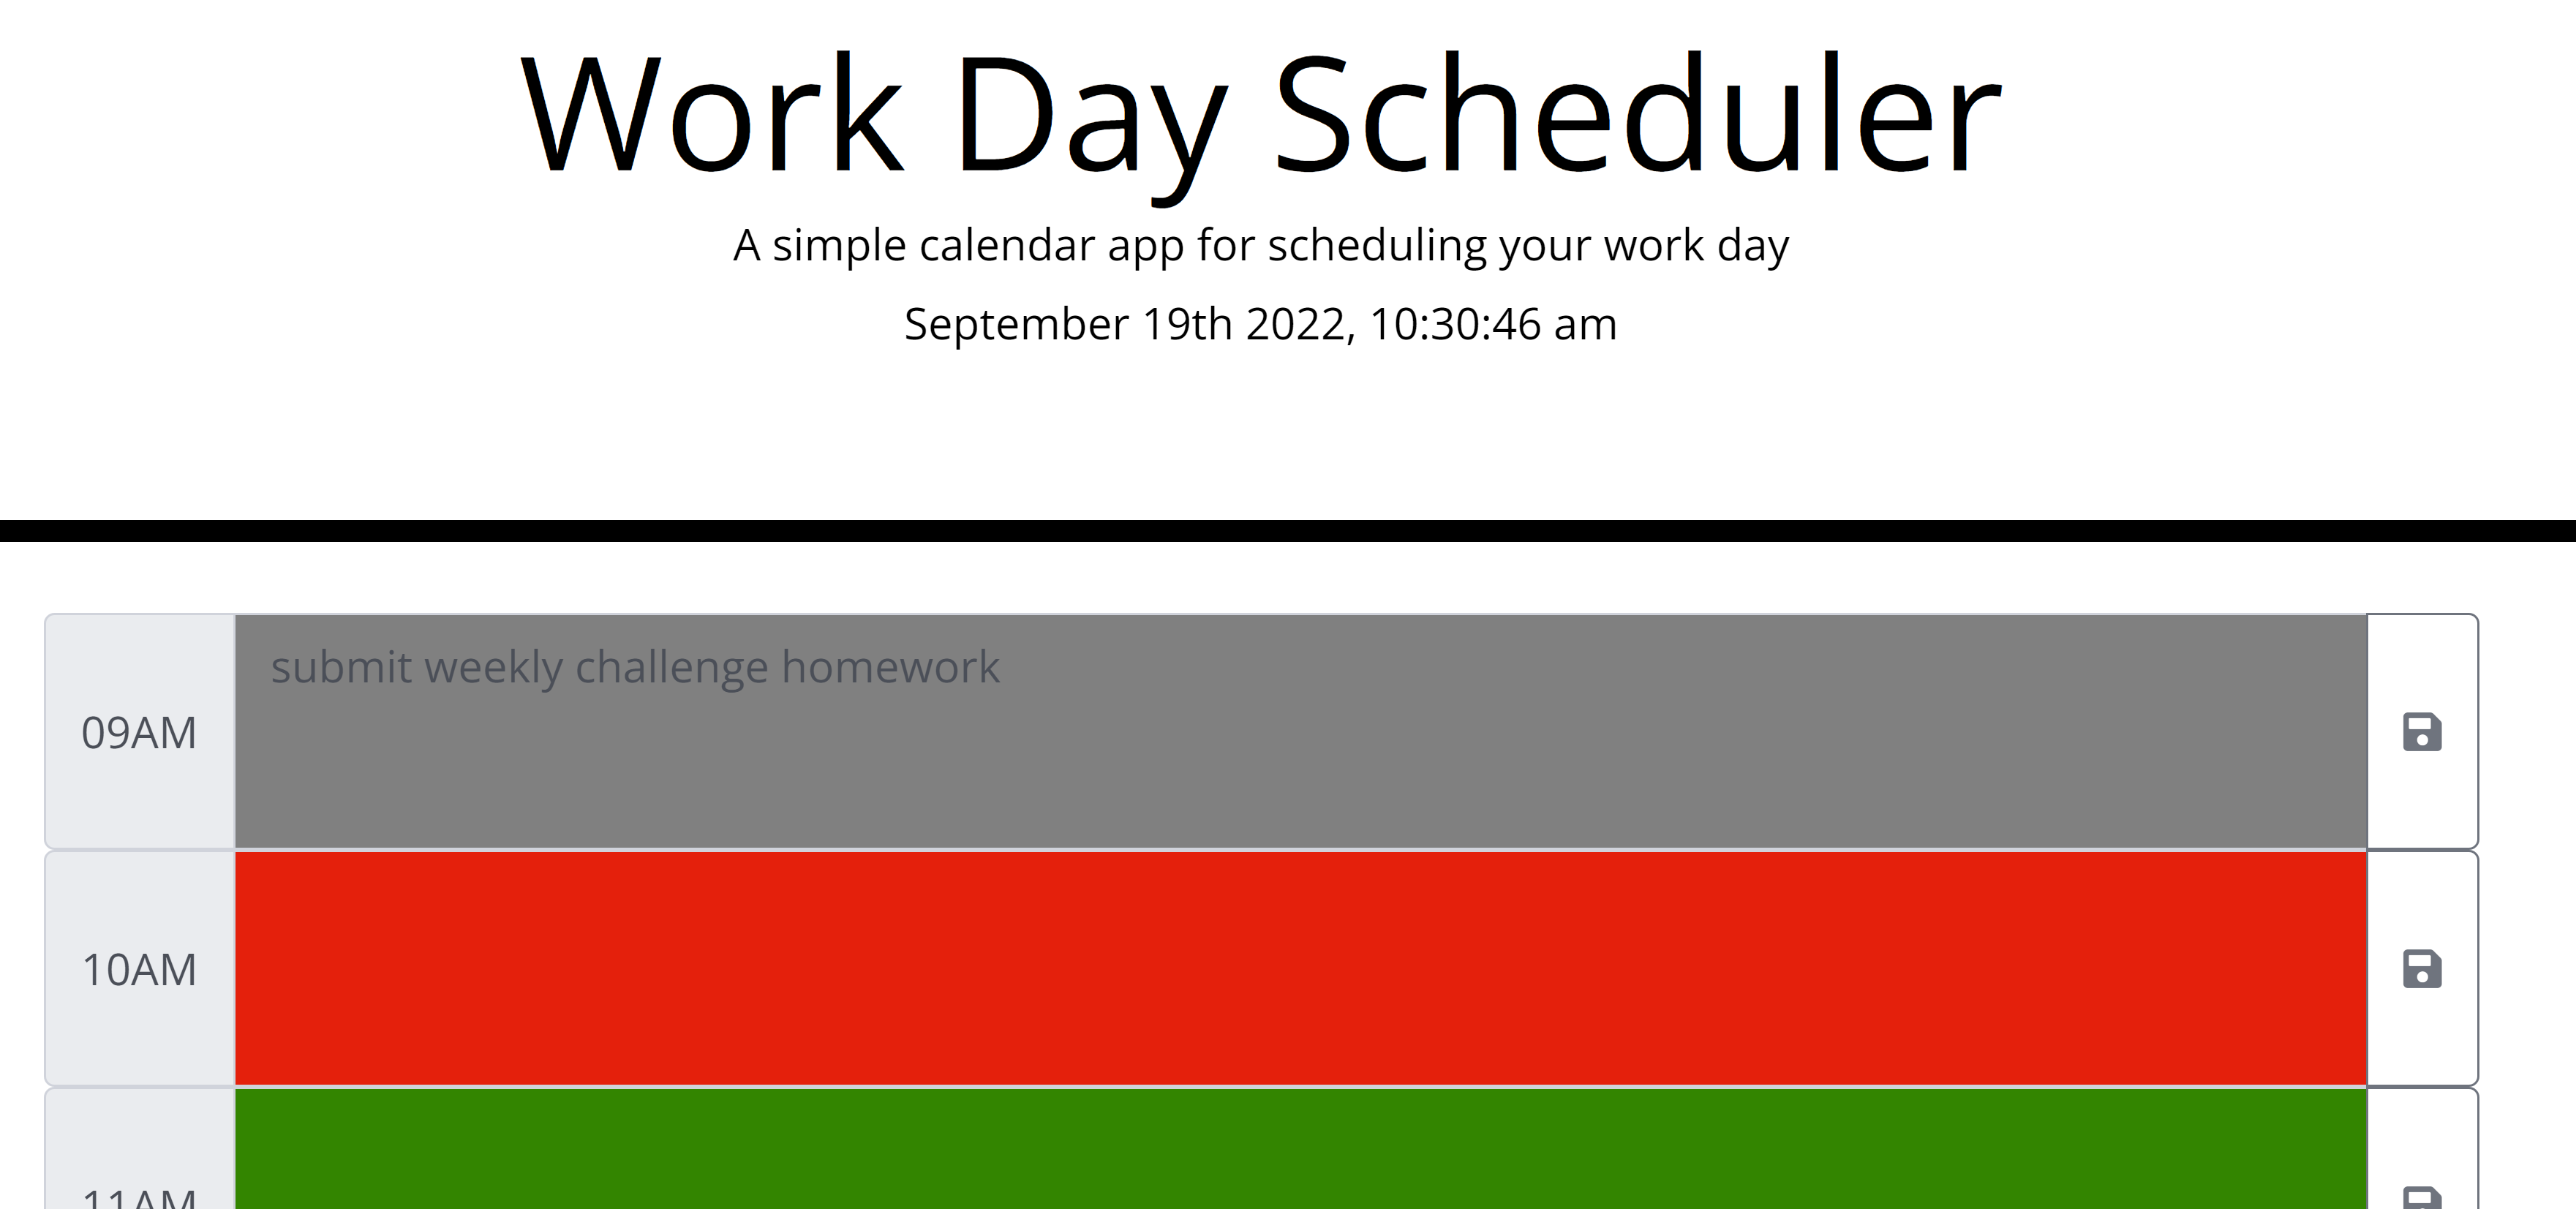 Work Day Scheduler
A simple calendar app for scheduling your work day
September 19th 2022, 10:30:46 am
submit weekly challenge homework
09AM
10AM
11AM